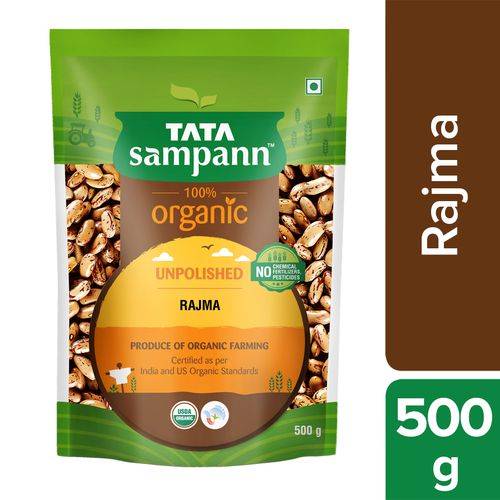 TATA
sampann™
100%
organic
UNPOLISHED
NO CHEMICAL
FERTILIZERS,
PESTICIDES
RAJMA
PRODUCE OF ORGANIC FARMING
Certified as per
India and US Organic Standards
USDA
ORGANIC
500 g
Rajma
500
g